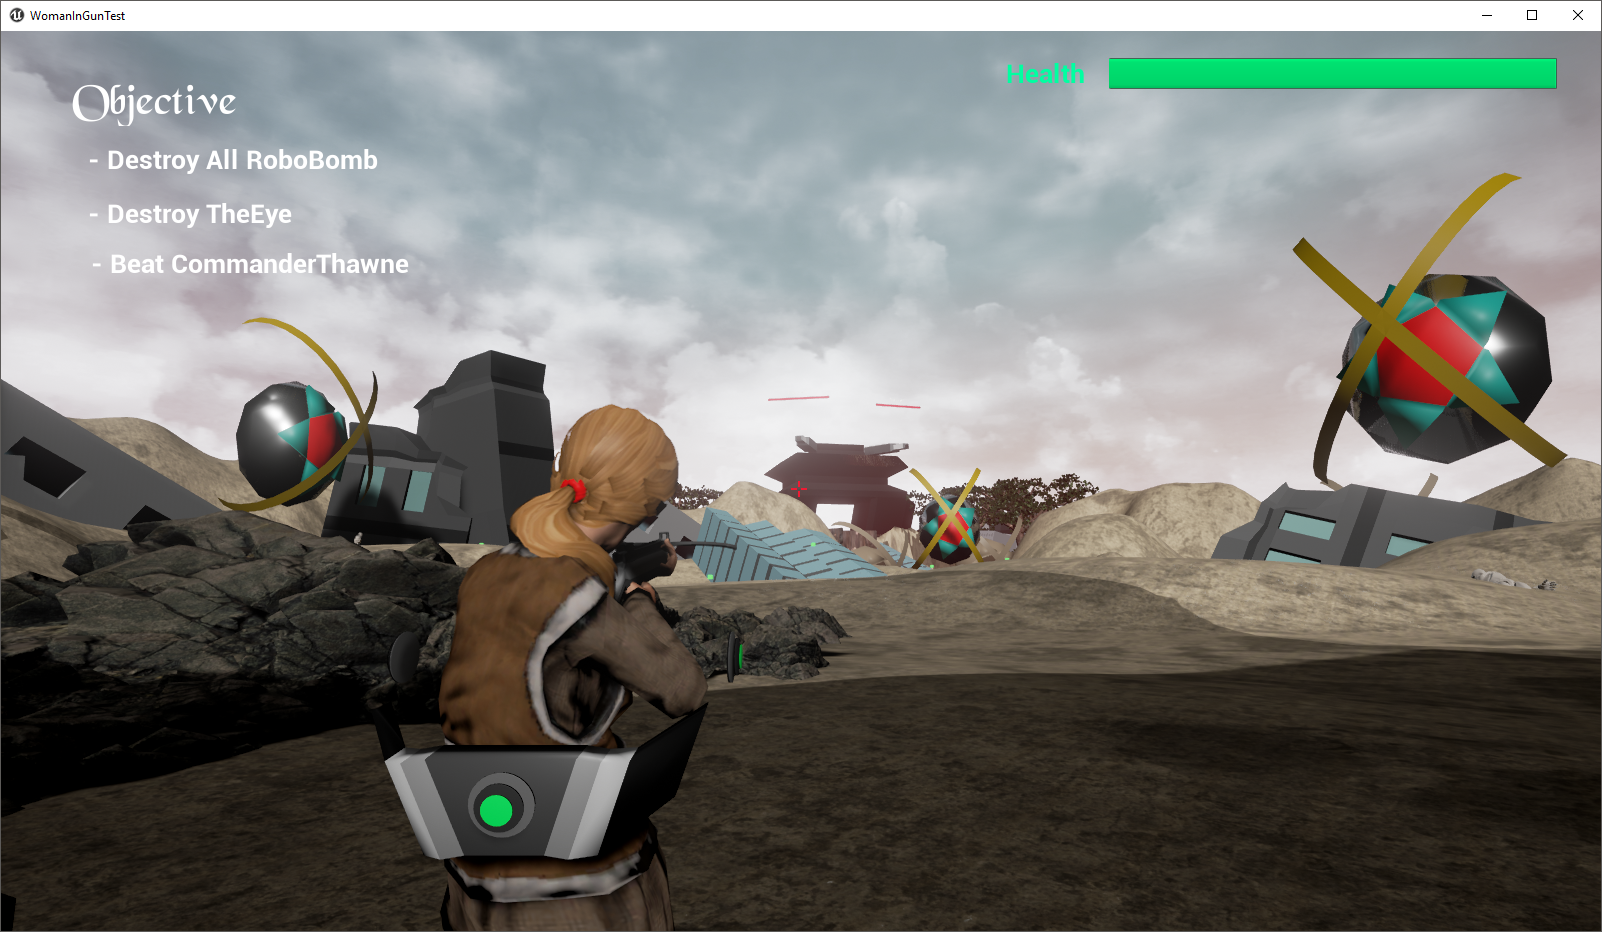 WomanInGunTest
Health
Objective
- Destroy All RoboBomb
- Destroy TheEye
- Beat CommanderThawne